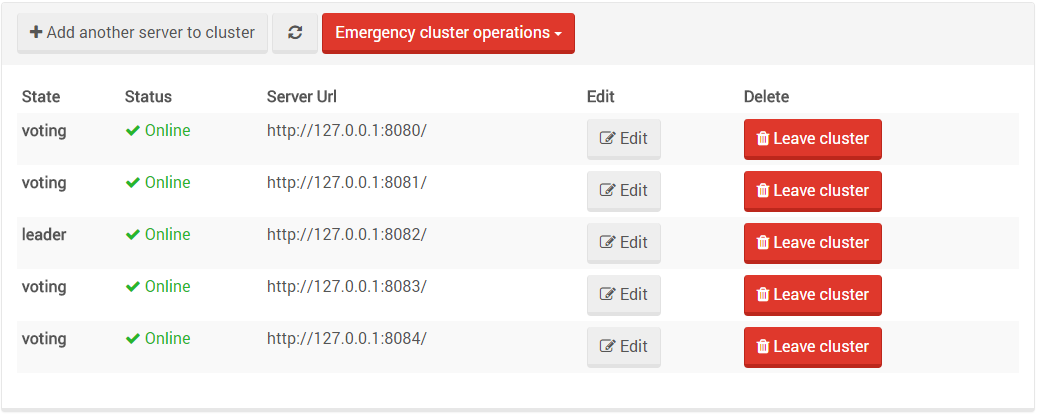 Add another server to cluster Emergency cluster operations
State Status Server Url Edit Delete
voting Online http://127.0.0.1:8080/ Edit Leave cluster
voting Online http://127.0.0.1:8081/ Edit Leave cluster
leader Online http://127.0.0.1:8082/ Edit Leave cluster
voting Online http://127.0.0.1:8083/ Edit Leave cluster
voting Online http://127.0.0.1:8084/ Edit Leave cluster